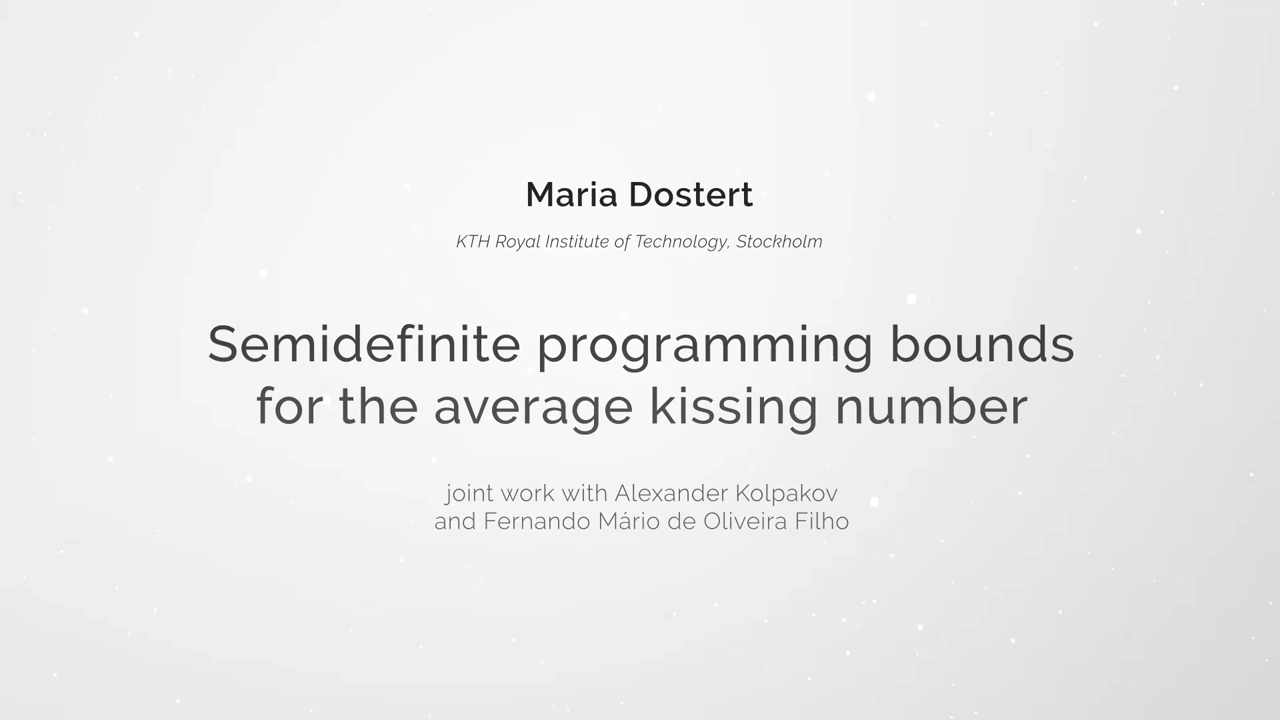 Maria Dostert
KTH Royal Institute of Technology, Stockholm
Semidefinite programming bounds
for the average kissing number
joint work with Alexander Kolpakov
and Fernando Mário de Oliveira Filho